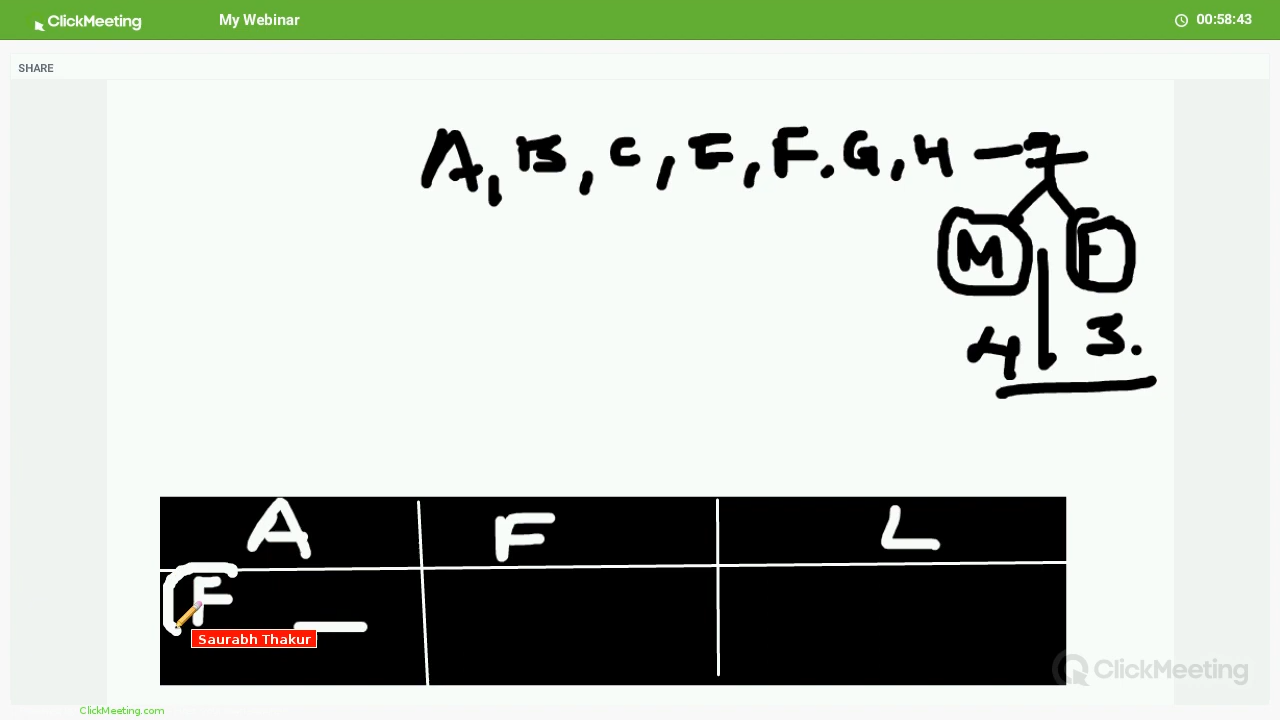 ClickMeeting My Webinar 00:58:43
SHARE
A, B, C, E, F. G, H - 7
M F
4 3.
A F L
F
Saurabh Thakur
ClickMeeting
ClickMeeting.com